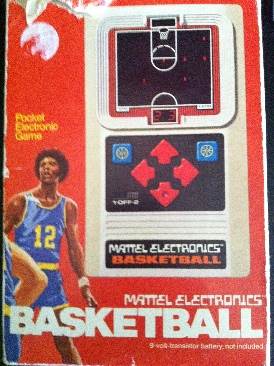 23
Pocket
Electronic
Game
1-OFF-2
12
MATTEL ELECTRONICS
BASKETBALL
MATTEL ELECTRONICS
BASKETBALL
9-volt transistor battery, not included